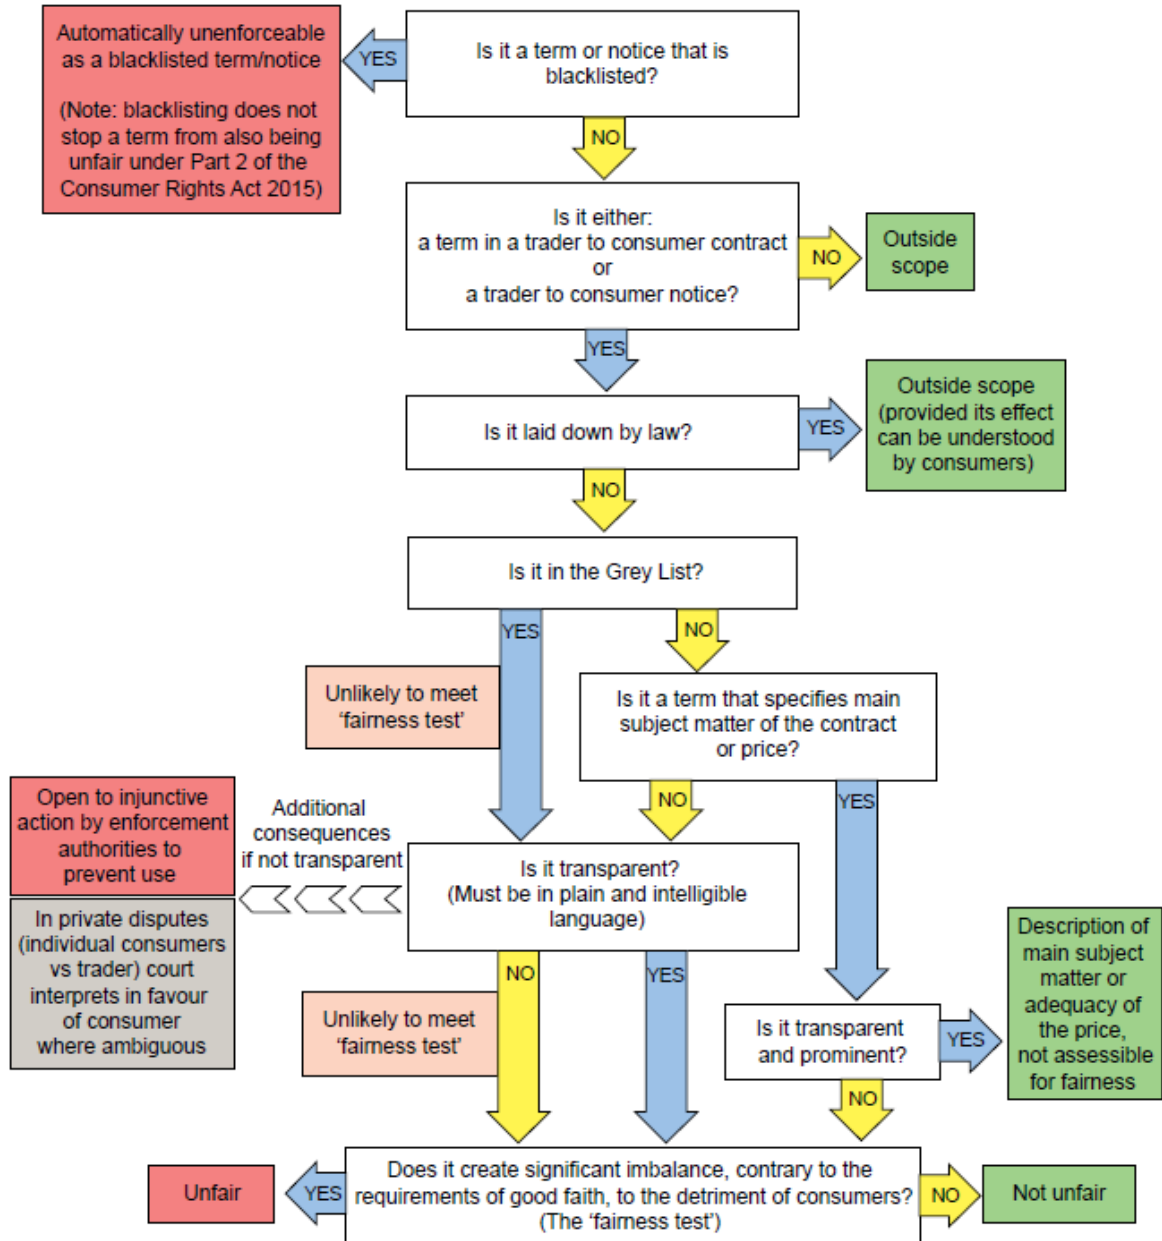 Automatically unenforceable
as a blacklisted term/notice
(Note: blacklisting does not
stop a term from also being
unfair under Part 2 of the
Consumer Rights Act 2015)
YES
Is it a term or notice that is
blacklisted?
NO
Is it either:
a term in a trader to consumer contract
or
a trader to consumer notice?
NO
Outside
scope
YES
Is it laid down by law?
YES
Outside scope
(provided its effect
can be understood
by consumers)
NO
Is it in the Grey List?
YES
NO
Unlikely to meet
‘fairness test’
Is it a term that specifies main
subject matter of the contract
or price?
NO
YES
Open to injunctive
action by enforcement
authorities to
prevent use
Additional
consequences
if not transparent
Is it transparent?
(Must be in plain and intelligible
language)
In private disputes
(individual consumers
vs trader) court
interprets in favour
of consumer
where ambiguous
NO
YES
Unlikely to meet
‘fairness test’
Is it transparent
and prominent?
YES
Description of
main subject
matter or
adequacy of
the price,
not assessible
for fairness
NO
Unfair
YES
Does it create significant imbalance, contrary to the
requirements of good faith, to the detriment of consumers?
(The ‘fairness test’)
NO
Not unfair